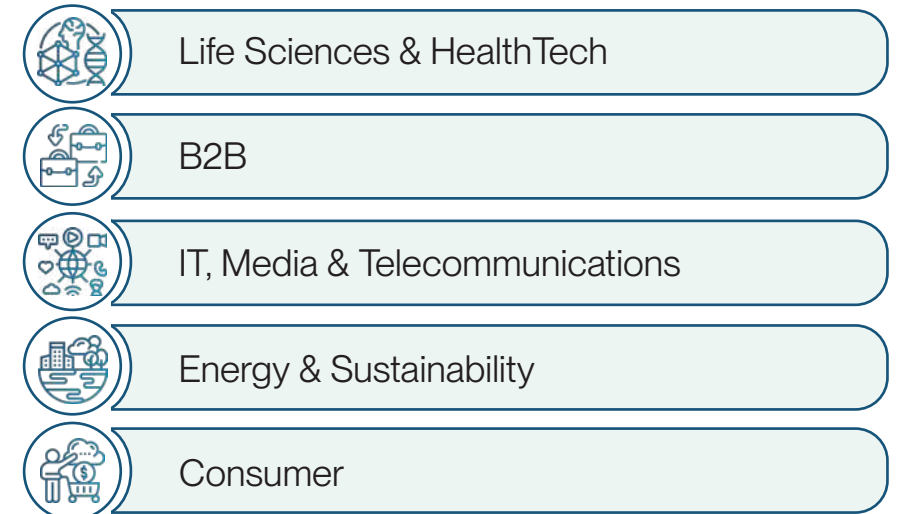 Life Sciences & HealthTech
B2B
IT, Media & Telecommunications
Energy & Sustainability
Consumer